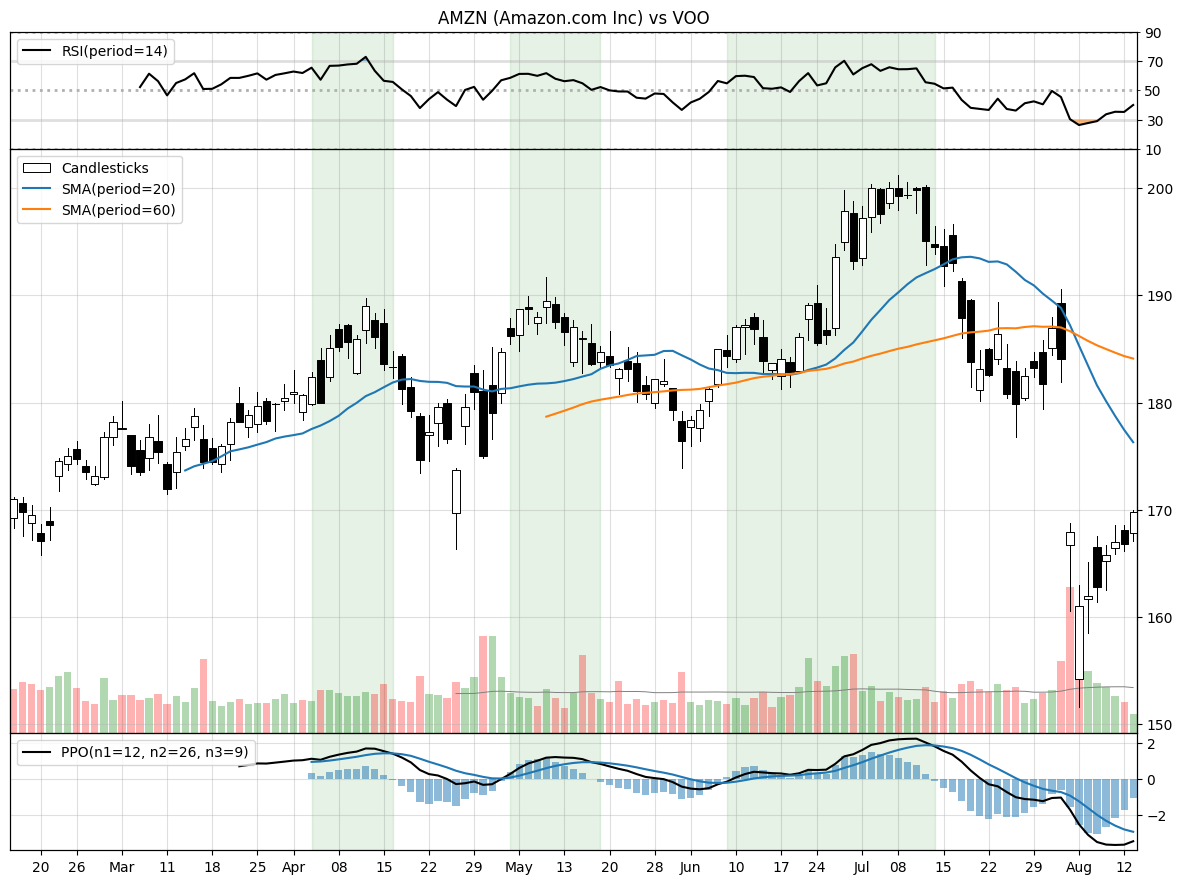 AMZN (Amazon.com Inc) vs VOO
RSI(period=14)
90
70
50
30
10
Candlesticks
SMA(period=20)
SMA(period=60)
200
190
180
170
160
150
PPO(n1=12, n2=26, n3=9)
2
0
−2
20 26 Mar 11 18 25 Apr 08 15 22 29 May 13 20 28 Jun 10 17 24 Jul 08 15 22 29 Aug 12